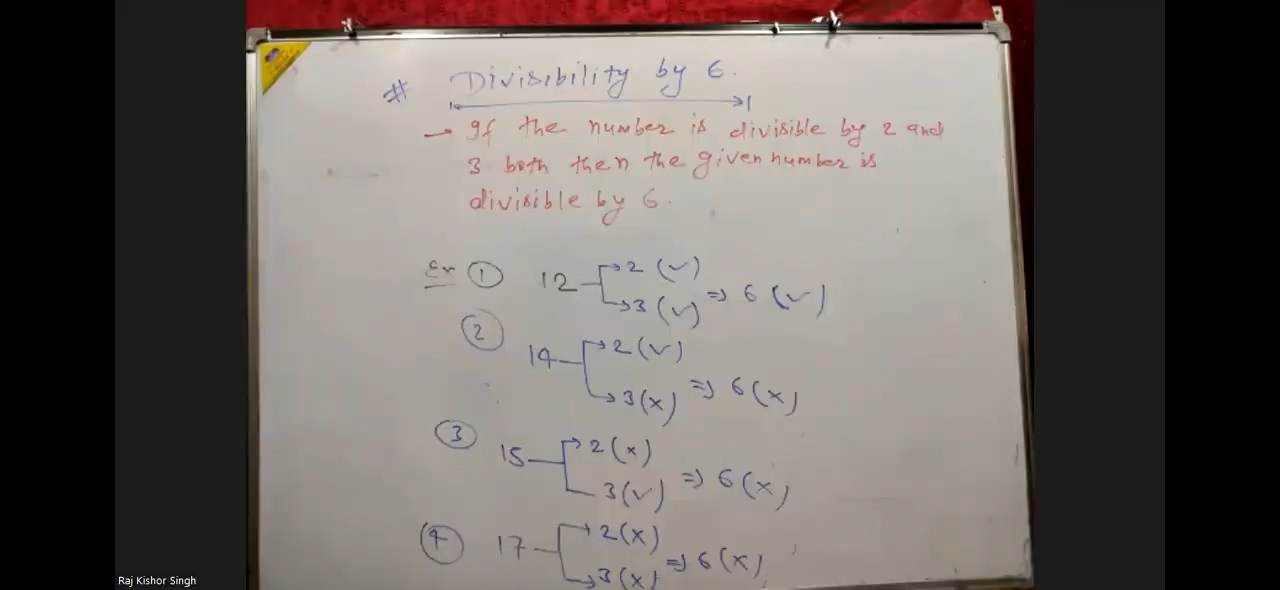 # Divisibility by 6.
→ If the number is divisible by 2 and
3 both then the given number is
divisible by 6.
Ex ① 12 → 2 (✓)
→ 3 (✓) ⇒ 6 (✓)
② 14 → 2 (✓)
→ 3 (x) ⇒ 6 (x)
③ 15 → 2 (x)
3 (✓) ⇒ 6 (x)
④ 17 → 2 (x)
→ 3 (x) ⇒ 6 (x)
Raj Kishor Singh